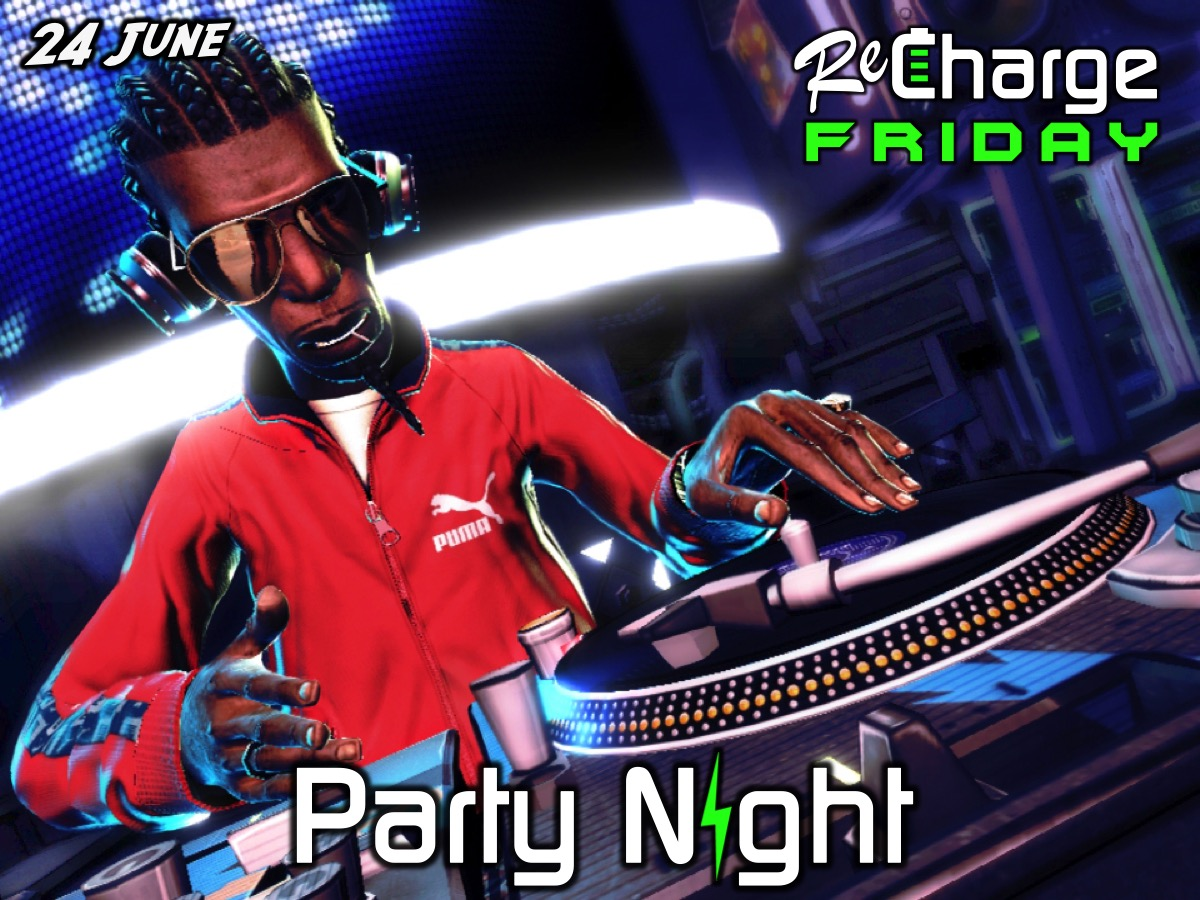 24 JUNE
ReCharge
FRIDAY
PUMA
Party Night